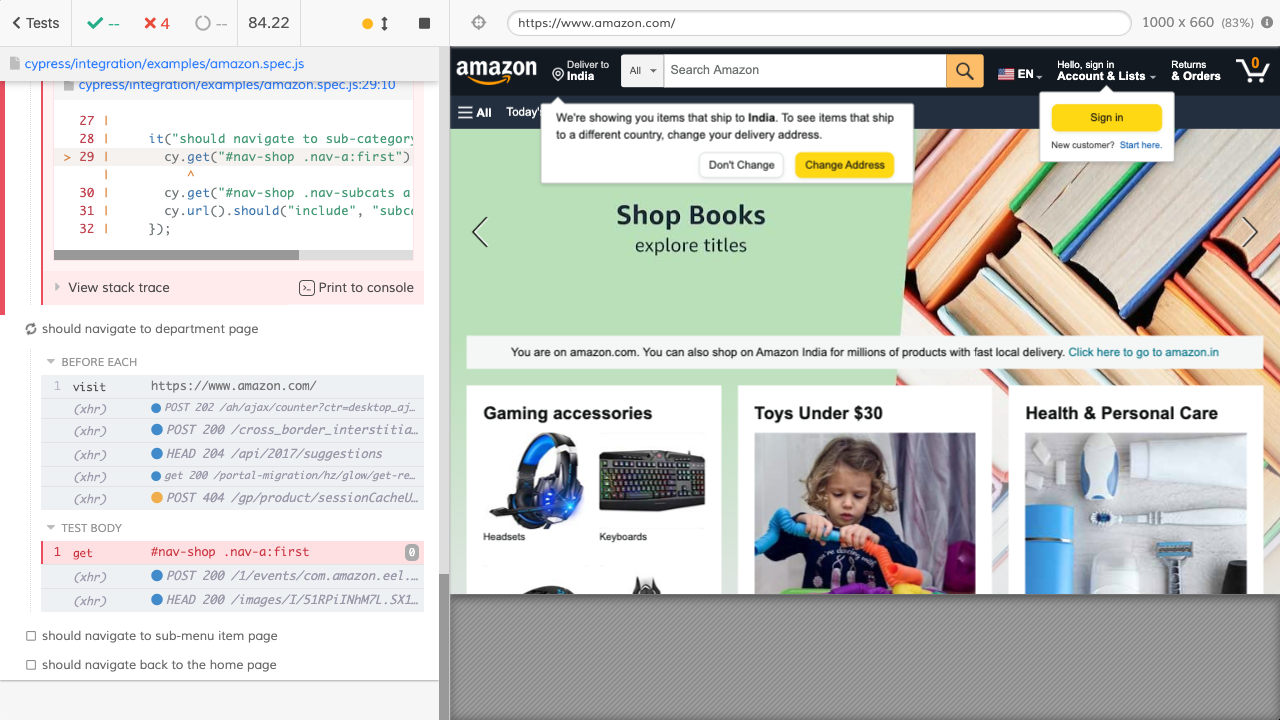 Tests
--
4
--
84.22
https://www.amazon.com/
1000 x 660 (83%)
cypress/integration/examples/amazon.spec.js
cypress/integration/examples/amazon.spec.js:29:10
27 |
28 | it("should navigate to sub-category
> 29 | cy.get("#nav-shop .nav-a:first")
| ^
30 | cy.get("#nav-shop .nav-subcats a
31 | cy.url().should("include", "subc
32 | });
View stack trace
Print to console
should navigate to department page
BEFORE EACH
1 visit https://www.amazon.com/
(xhr) POST 202 /ah/ajax/counter?ctr=desktop_aj…
(xhr) POST 200 /cross_border_interstitia…
(xhr) HEAD 204 /api/2017/suggestions
(xhr) get 200 /portal-migration/hz/glow/get-re…
(xhr) POST 404 /gp/product/sessionCacheU…
TEST BODY
1 get #nav-shop .nav-a:first 0
(xhr) POST 200 /1/events/com.amazon.eel.…
(xhr) HEAD 200 /images/I/51RPiINhM7L.SX1…
should navigate to sub-menu item page
should navigate back to the home page
amazon
Deliver to
India
All
Search Amazon
EN
Hello, sign in
Account & Lists
Returns
& Orders
0
All
Today's
We're showing you items that ship to India. To see items that ship
to a different country, change your delivery address.
Don't Change
Change Address
Sign in
New customer? Start here.
Shop Books
explore titles
You are on amazon.com. You can also shop on Amazon India for millions of products with fast local delivery. Click here to go to amazon.in
Gaming accessories
Headsets
Keyboards
Toys Under $30
Health & Personal Care